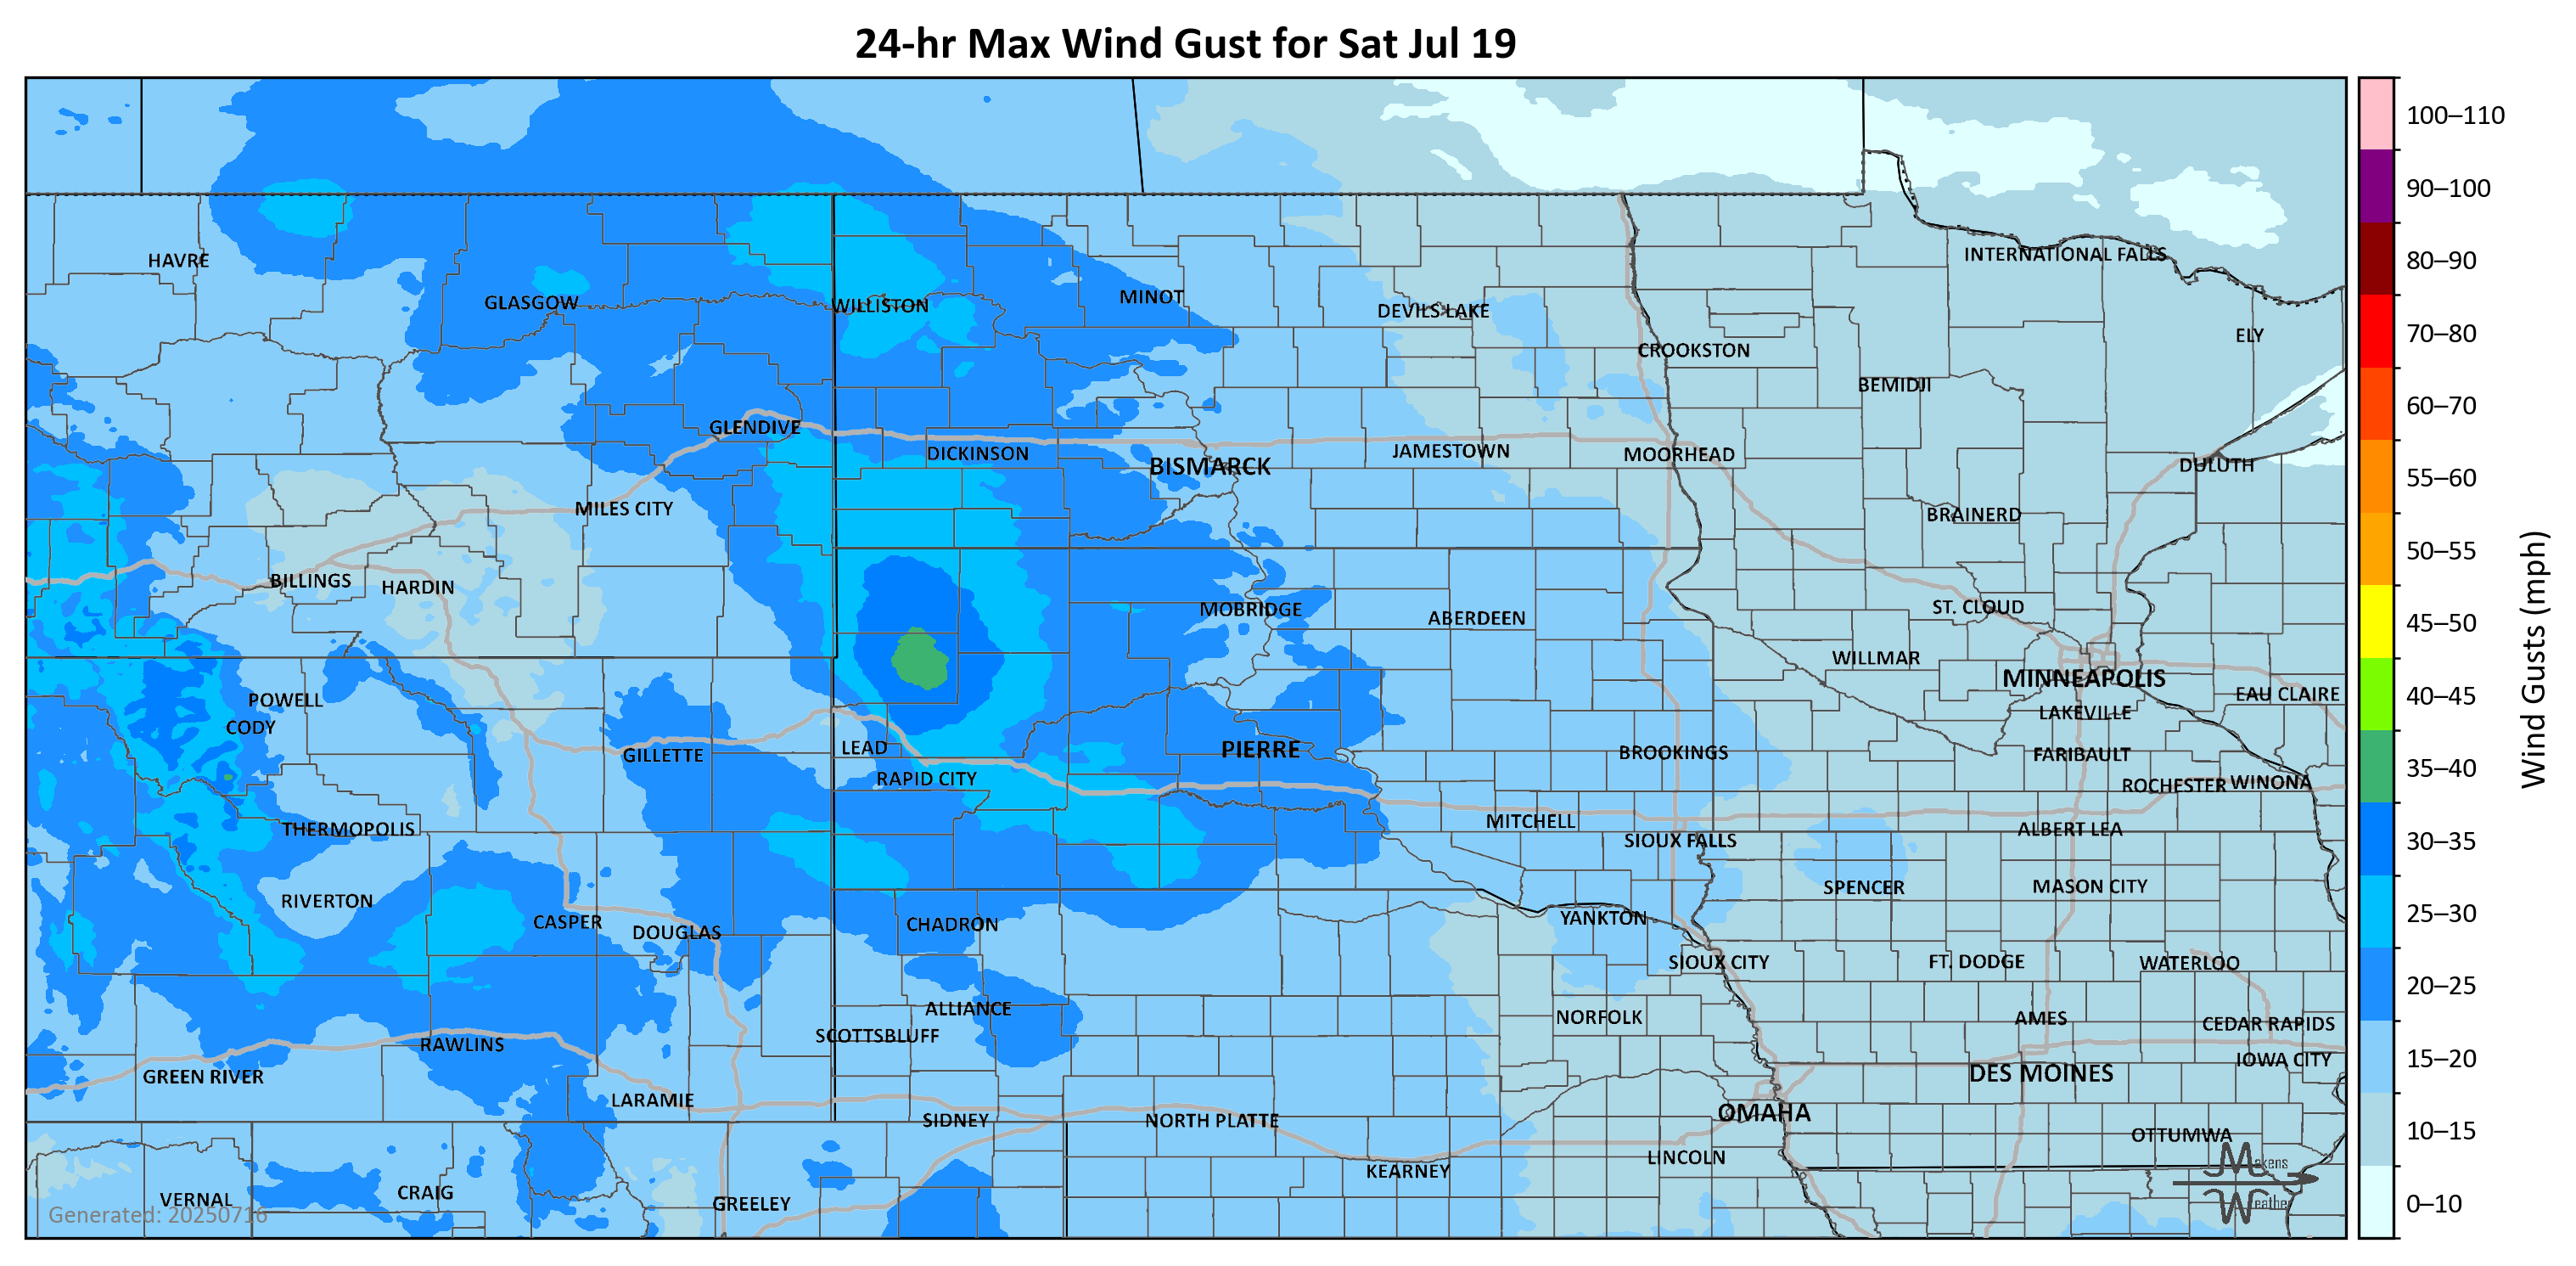 24-hr Max Wind Gust for Sat Jul 19
100–110
90–100
80–90
70–80
60–70
55–60
50–55
45–50
40–45
35–40
30–35
25–30
20–25
15–20
10–15
0–10
Wind Gusts (mph)
HAVRE
INTERNATIONAL FALLS
GLASGOW
WILLISTON
MINOT
DEVILS LAKE
ELY
CROOKSTON
BEMIDJI
GLENDIVE
DICKINSON
BISMARCK
JAMESTOWN
MOORHEAD
DULUTH
MILES CITY
BRAINERD
BILLINGS
HARDIN
MOBRIDGE
ABERDEEN
ST. CLOUD
WILLMAR
MINNEAPOLIS
POWELL
EAU CLAIRE
CODY
LAKEVILLE
GILLETTE
LEAD
PIERRE
BROOKINGS
FARIBAULT
RAPID CITY
ROCHESTER
WINONA
THERMOPOLIS
MITCHELL
ALBERT LEA
SIOUX FALLS
RIVERTON
SPENCER
MASON CITY
CASPER
DOUGLAS
CHADRON
YANKTON
SIOUX CITY
FT. DODGE
WATERLOO
ALLIANCE
NORFOLK
AMES
CEDAR RAPIDS
SCOTTSBLUFF
RAWLINS
IOWA CITY
GREEN RIVER
DES MOINES
LARAMIE
SIDNEY
NORTH PLATTE
OMAHA
OTTUMWA
LINCOLN
KEARNEY
VERNAL
CRAIG
GREELEY
Generated: 20250716
Makens
Weather